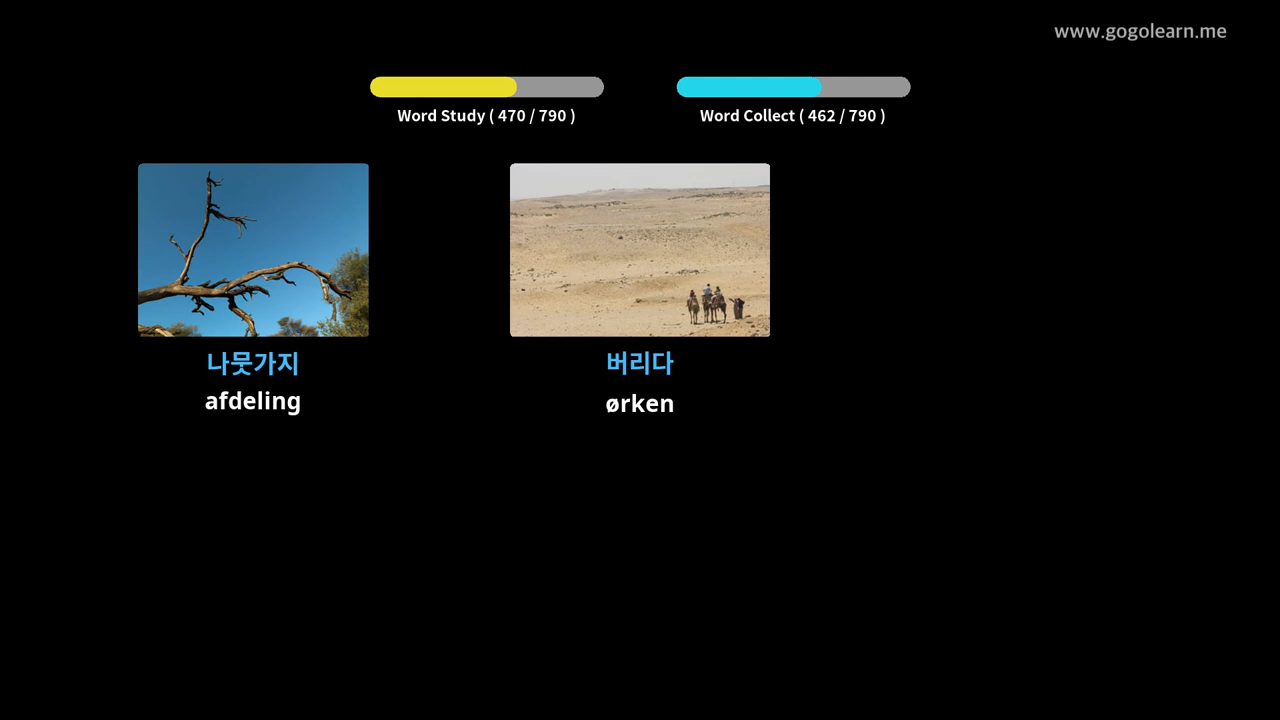 www.gogolearn.me
Word Study ( 470 / 790 )
Word Collect ( 462 / 790 )
나뭇가지
afdeling
버리다
ørken